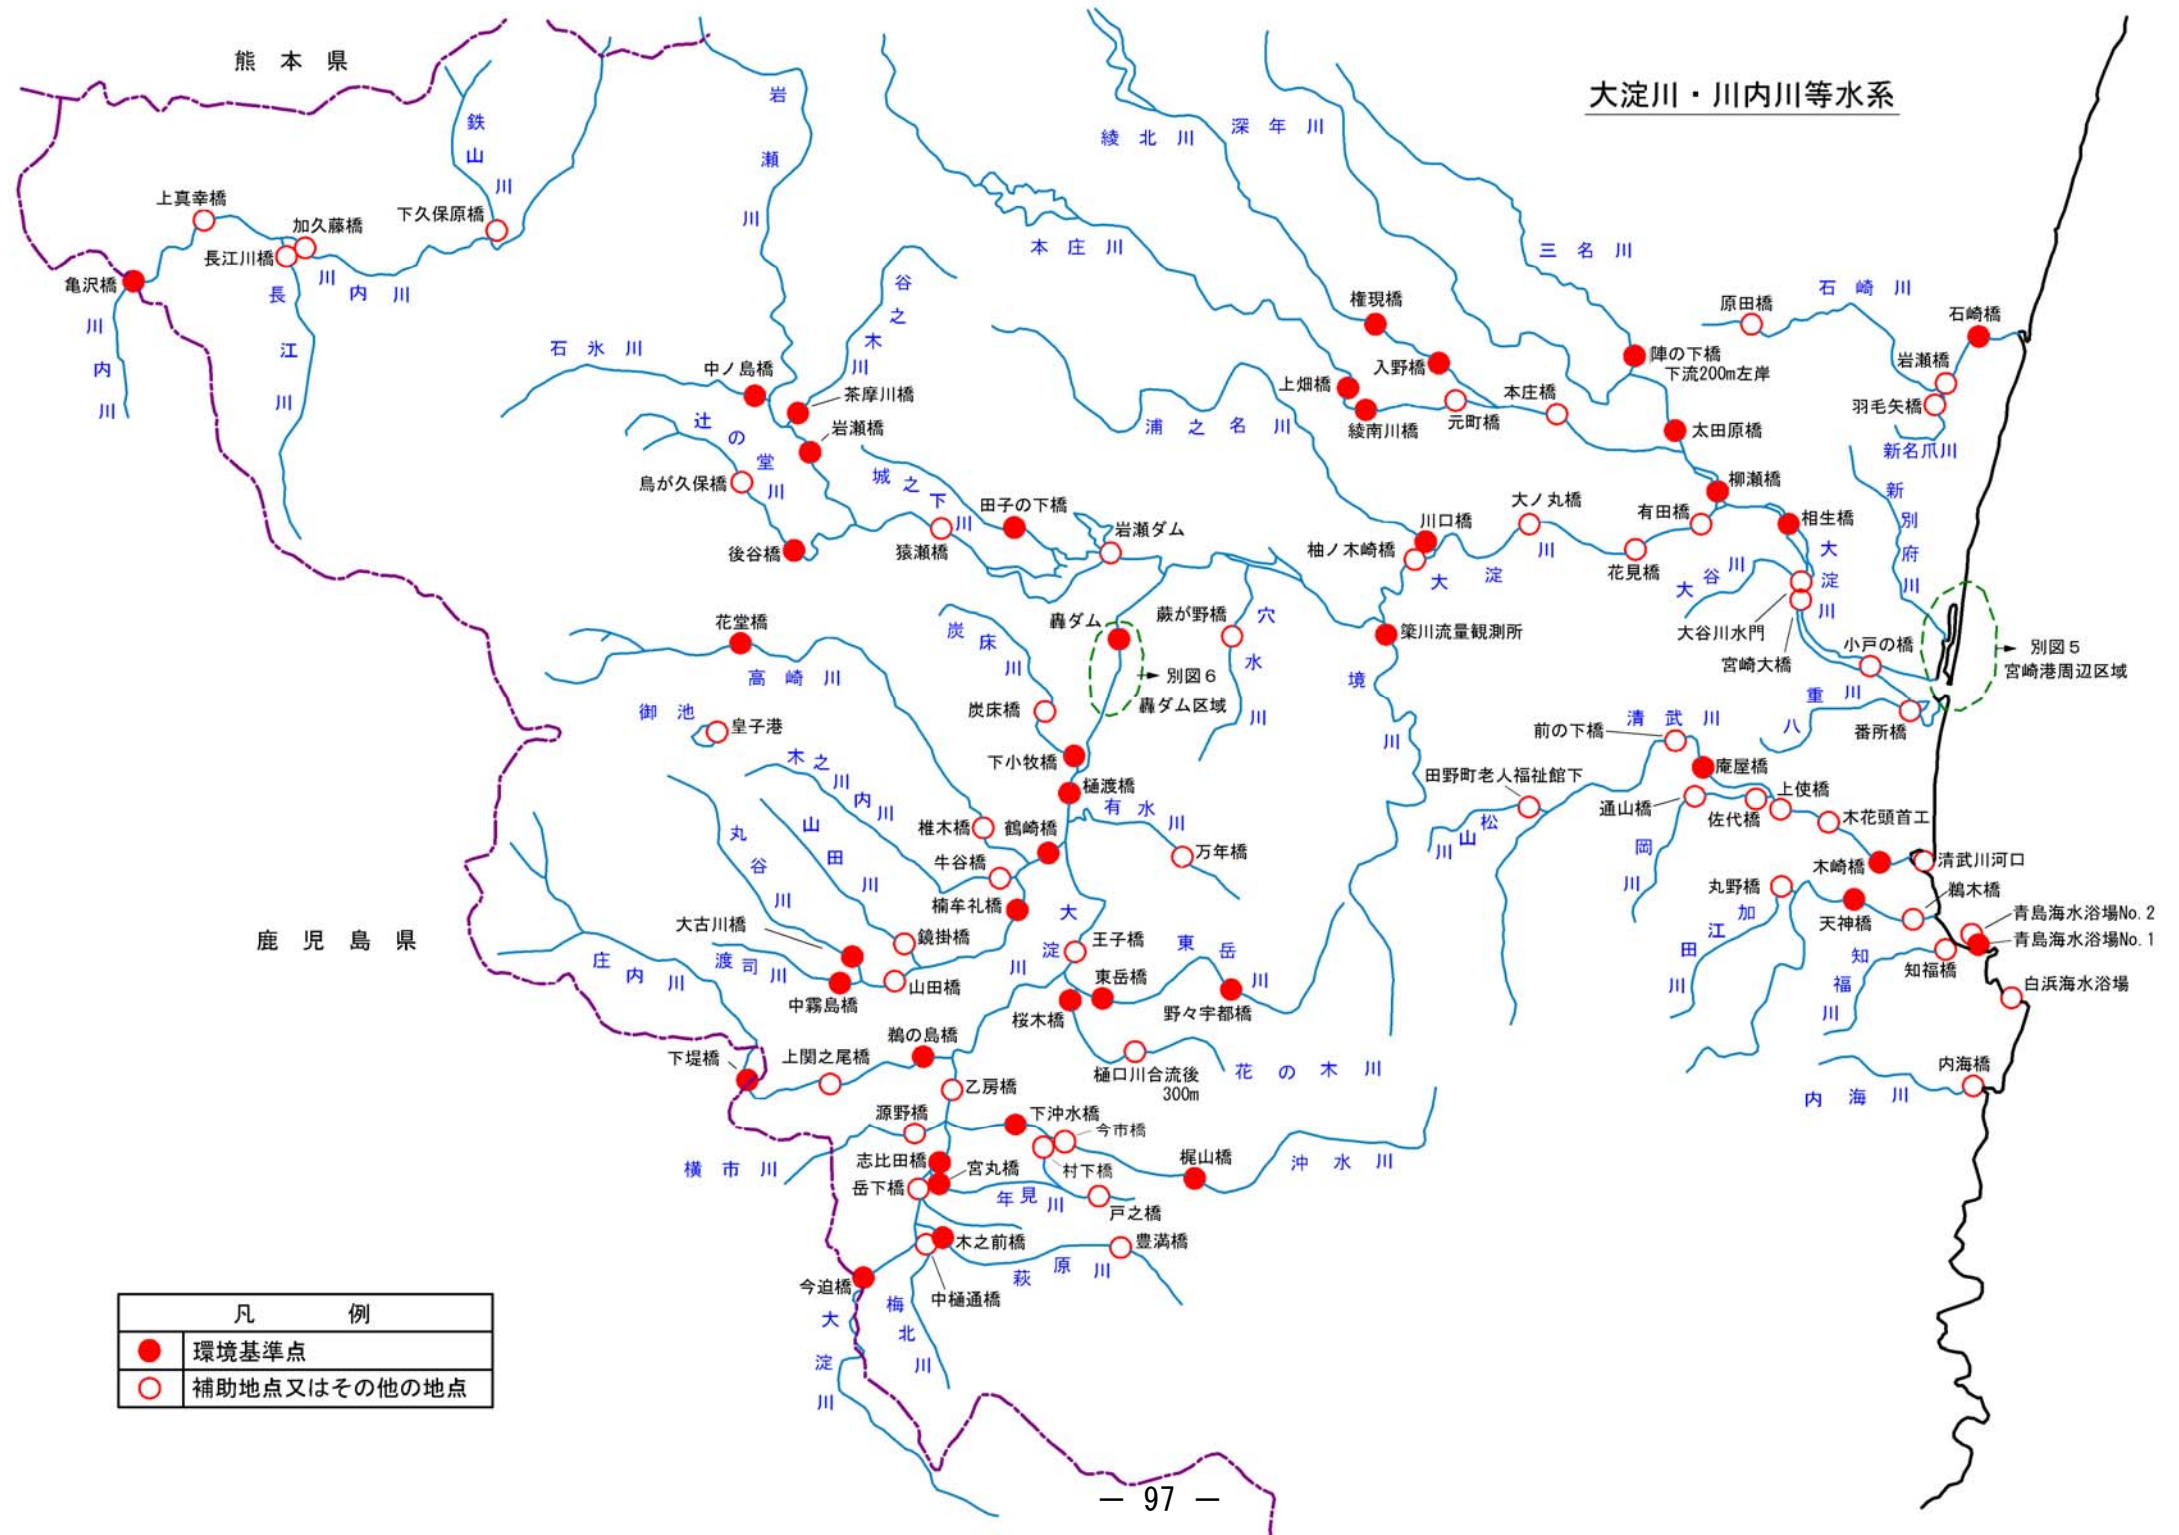 大淀川・川内川等水系
熊本県
鹿児島県
鉄山川
岩瀬川
綾北川
深年川
本庄川
三名川
石崎川
上真幸橋
加久藤橋
下久保原橋
長江川橋
亀沢橋
川内川
長江川
川内川
谷之木川
石氷川
中ノ島橋
茶摩川橋
岩瀬橋
辻の堂川
鳥が久保橋
後谷橋
城之下川
田子の下橋
猿瀬橋
岩瀬ダム
浦之名川
権現橋
入野橋
上畑橋
綾南川橋
元町橋
本庄橋
陣の下橋
下流200m左岸
太田原橋
原田橋
石崎橋
岩瀬橋
羽毛矢橋
新名爪川
新別府川
柳瀬橋
相生橋
有田橋
大ノ丸橋
川口橋
柚ノ木崎橋
花見橋
大淀川
大淀川
大谷川
大谷川水門
宮崎大橋
小戸の橋
別図5
宮崎港周辺区域
八重川
番所橋
花堂橋
高崎川
炭床川
炭床橋
轟ダム
別図6
轟ダム区域
蕨が野橋
穴水川
簗川流量観測所
境川
御池
皇子港
下小牧橋
樋渡橋
有水川
万年橋
木之川内川
山田川
丸谷川
椎木橋
鶴崎橋
牛谷橋
楠牟礼橋
大古川橋
鏡掛橋
渡司川
中霧島橋
山田橋
庄内川
大淀川
王子橋
東岳橋
東岳川
桜木橋
野々宇都橋
樋口川合流後
300m
花の木川
前の下橋
清武川
庵屋橋
田野町老人福祉館下
松山川
通山橋
佐代橋
上使橋
木花頭首工
岡川
木崎橋
清武川河口
丸野橋
天神橋
鵜木橋
加江田川
青島海水浴場No.2
青島海水浴場No.1
知福橋
知福川
白浜海水浴場
内海橋
内海川
下堤橋
上関之尾橋
鵜の島橋
乙房橋
源野橋
下沖水橋
今市橋
村下橋
横市川
志比田橋
宮丸橋
岳下橋
年見川
戸之橋
梶山橋
沖水川
木之前橋
豊満橋
萩原川
今迫橋
中樋通橋
梅北川
大淀川
凡例
環境基準点
補助地点又はその他の地点
― 97 ―